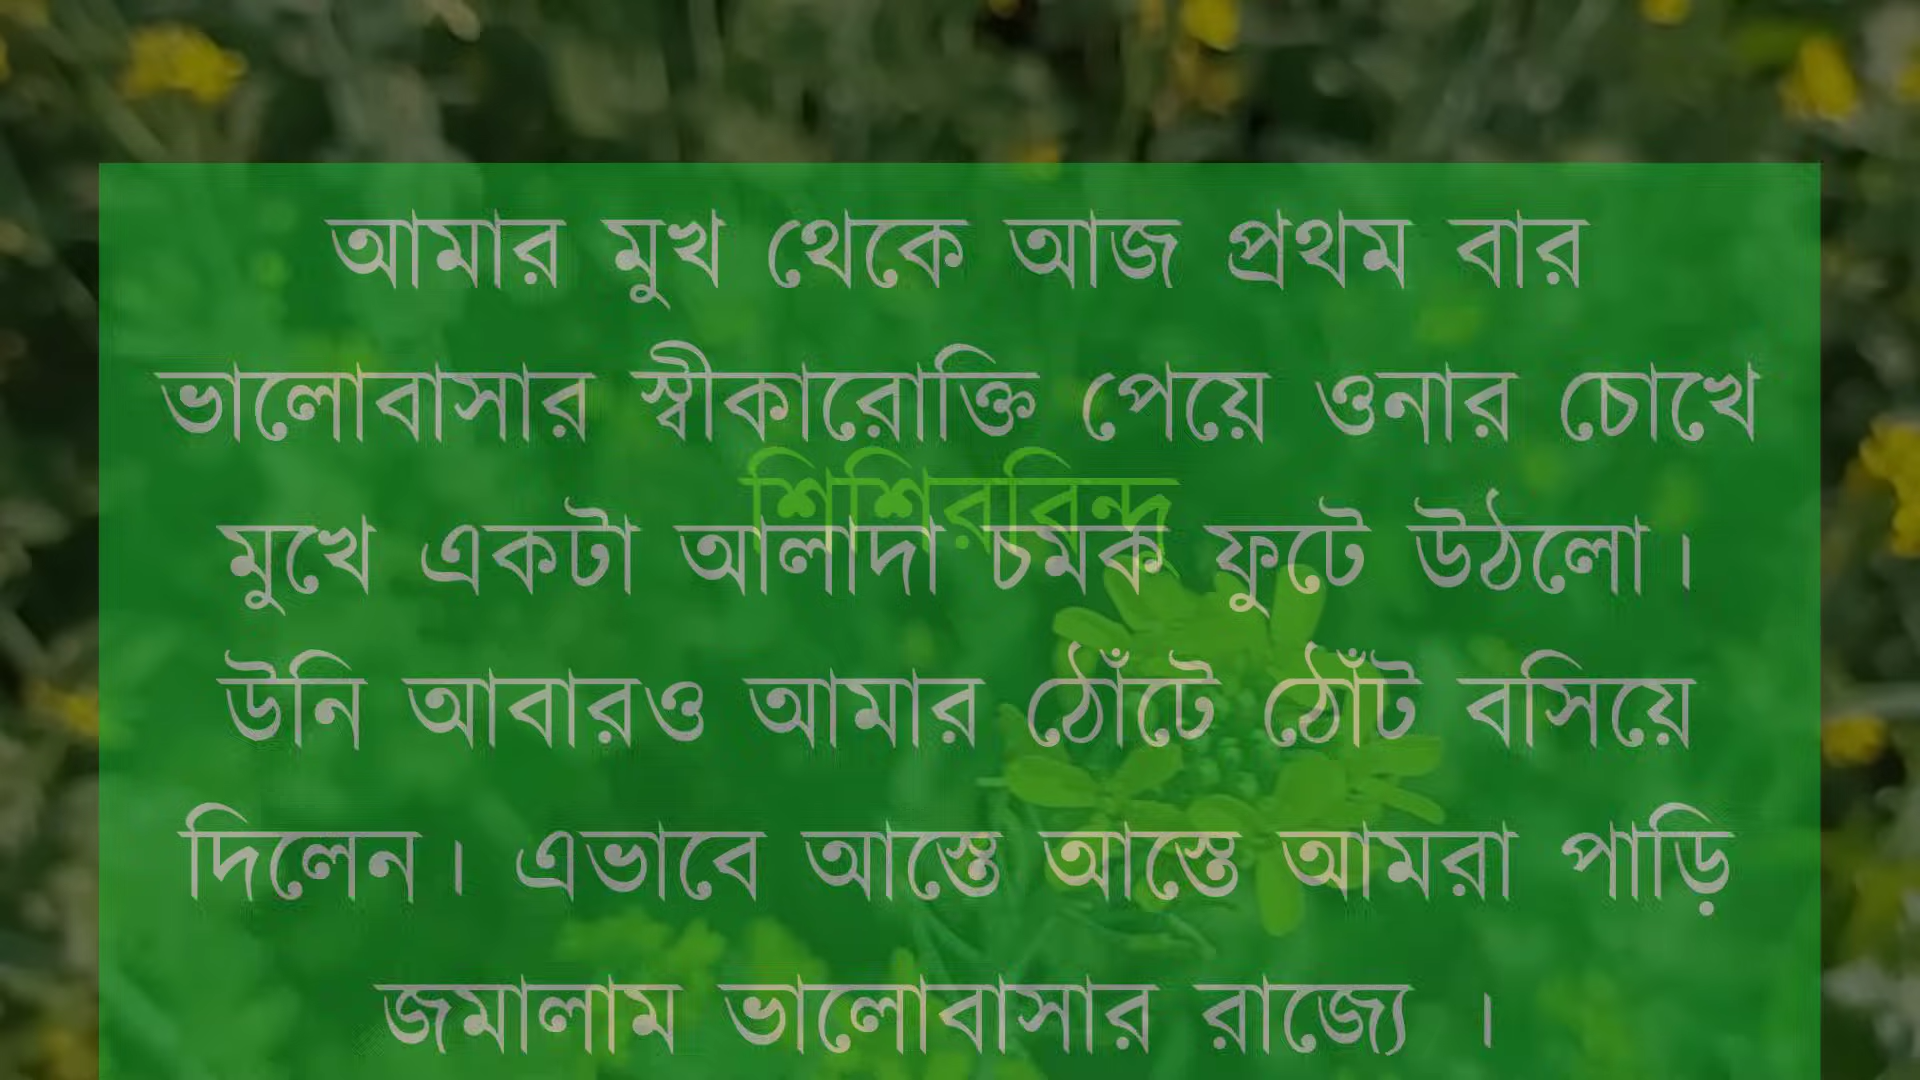 আমার মুখ থেকে আজ প্রথম বার
ভালোবাসার স্বীকারোক্তি পেয়ে ওনার চোখে
শিশিরবিন্দু
মুখে একটা আলাদা চমক ফুটে উঠলো।
উনি আবারও আমার ঠোঁটে ঠোঁট বসিয়ে
দিলেন। এভাবে আস্তে আস্তে আমরা পাড়ি
জমালাম ভালোবাসার রাজ্যে ।